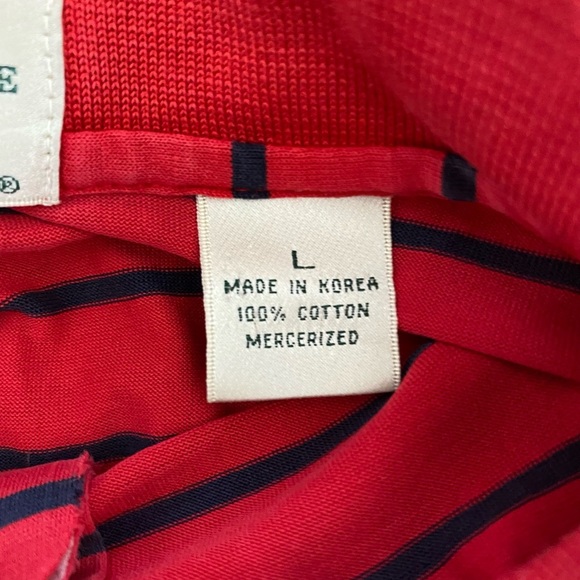 E
®
L
MADE IN KOREA
100% COTTON
MERCERIZED